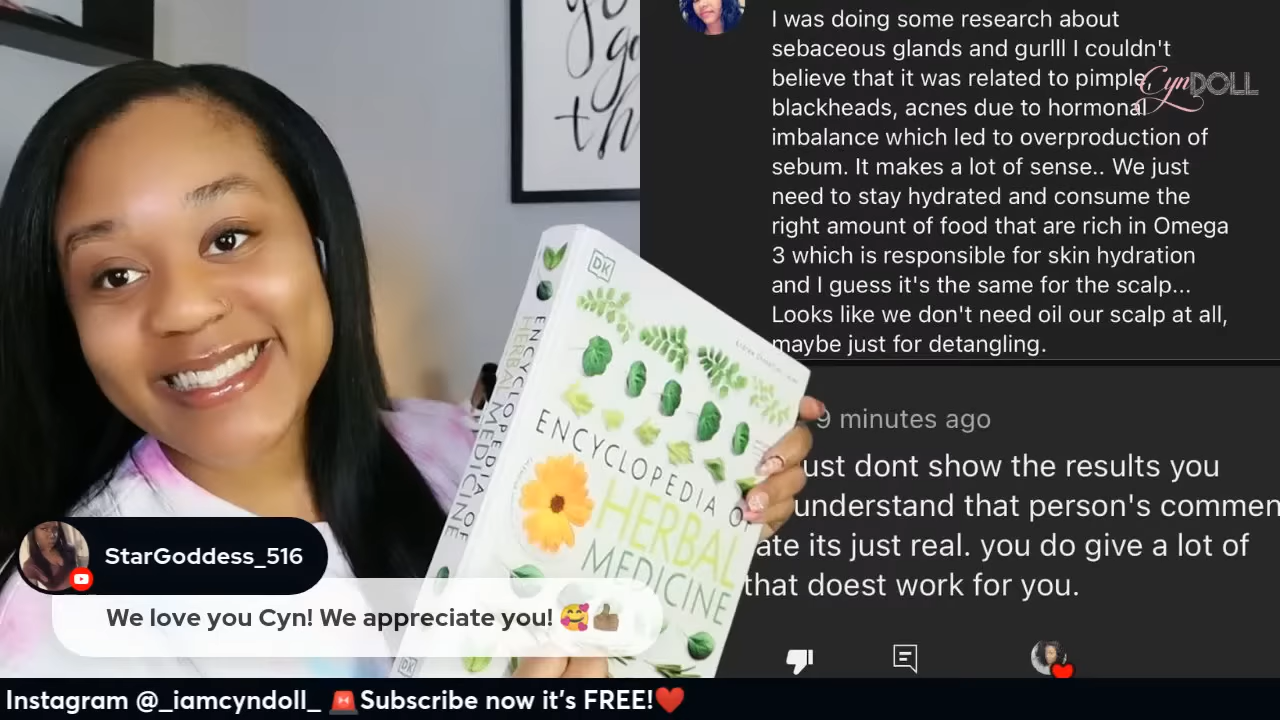 I was doing some research about
sebaceous glands and gurlll I couldn't
believe that it was related to pimple,
blackheads, acnes due to hormonal
imbalance which led to overproduction of
sebum. It makes a lot of sense.. We just
need to stay hydrated and consume the
right amount of food that are rich in Omega
3 which is responsible for skin hydration
and I guess it's the same for the scalp...
Looks like we don't need oil our scalp at all,
maybe just for detangling.
CynDOLL
9 minutes ago
ust dont show the results you
understand that person's commen
ate its just real. you do give a lot of
that doest work for you.
DK
ENCYCLOPEDIA OF
HERBAL
MEDICINE
ENCYCLOPEDIA OF
HERBAL MEDICINE
DK
StarGoddess_516
We love you Cyn! We appreciate you! 🥰👍🏾
Instagram @_iamcyndoll_ 🚨Subscribe now it's FREE!❤️